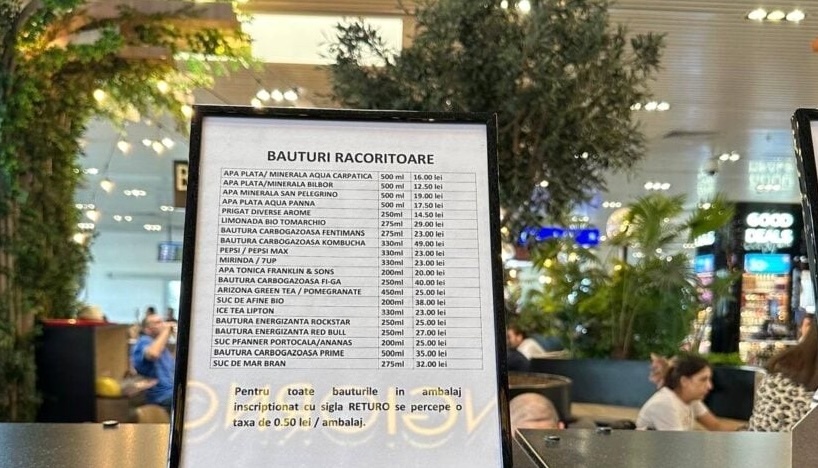 BAUTURI RACORITOARE
APA PLATA/ MINERALA AQUA CARPATICA 500 ml 16.00 lei
APA PLATA/MINERALA BILBOR 500 ml 12.50 lei
APA MINERALA SAN PELEGRINO 500 ml 19.00 lei
APA PLATA AQUA PANNA 500 ml 17.50 lei
PRIGAT DIVERSE AROME 250ml 14.50 lei
LIMONADA BIO TOMARCHIO 275ml 29.00 lei
BAUTURA CARBOGAZOASA FENTIMANS 275ml 23.00 lei
BAUTURA CARBOGAZOASA KOMBUCHA 330ml 49.00 lei
PEPSI / PEPSI MAX 330ml 23.00 lei
MIRINDA / 7UP 330ml 23.00 lei
APA TONICA FRANKLIN & SONS 200ml 20.00 lei
BAUTURA CARBOGAZOASA FI-GA 250ml 40.00 lei
ARIZONA GREEN TEA / POMEGRANATE 450ml 25.00 lei
SUC DE AFINE BIO 200ml 38.00 lei
ICE TEA LIPTON 330ml 23.00 lei
BAUTURA ENERGIZANTA ROCKSTAR 250ml 25.00 lei
BAUTURA ENERGIZANTA RED BULL 250ml 27.00 lei
SUC PFANNER PORTOCALA/ANANAS 200ml 25.00 lei
BAUTURA CARBOGAZOASA PRIME 500ml 35.00 lei
SUC DE MAR BRAN 275ml 32.00 lei
Pentru toate bauturile in ambalaj
inscriptionat cu sigla RETURO se percepe o
taxa de 0.50 lei / ambalaj.
GOOD
DEALS